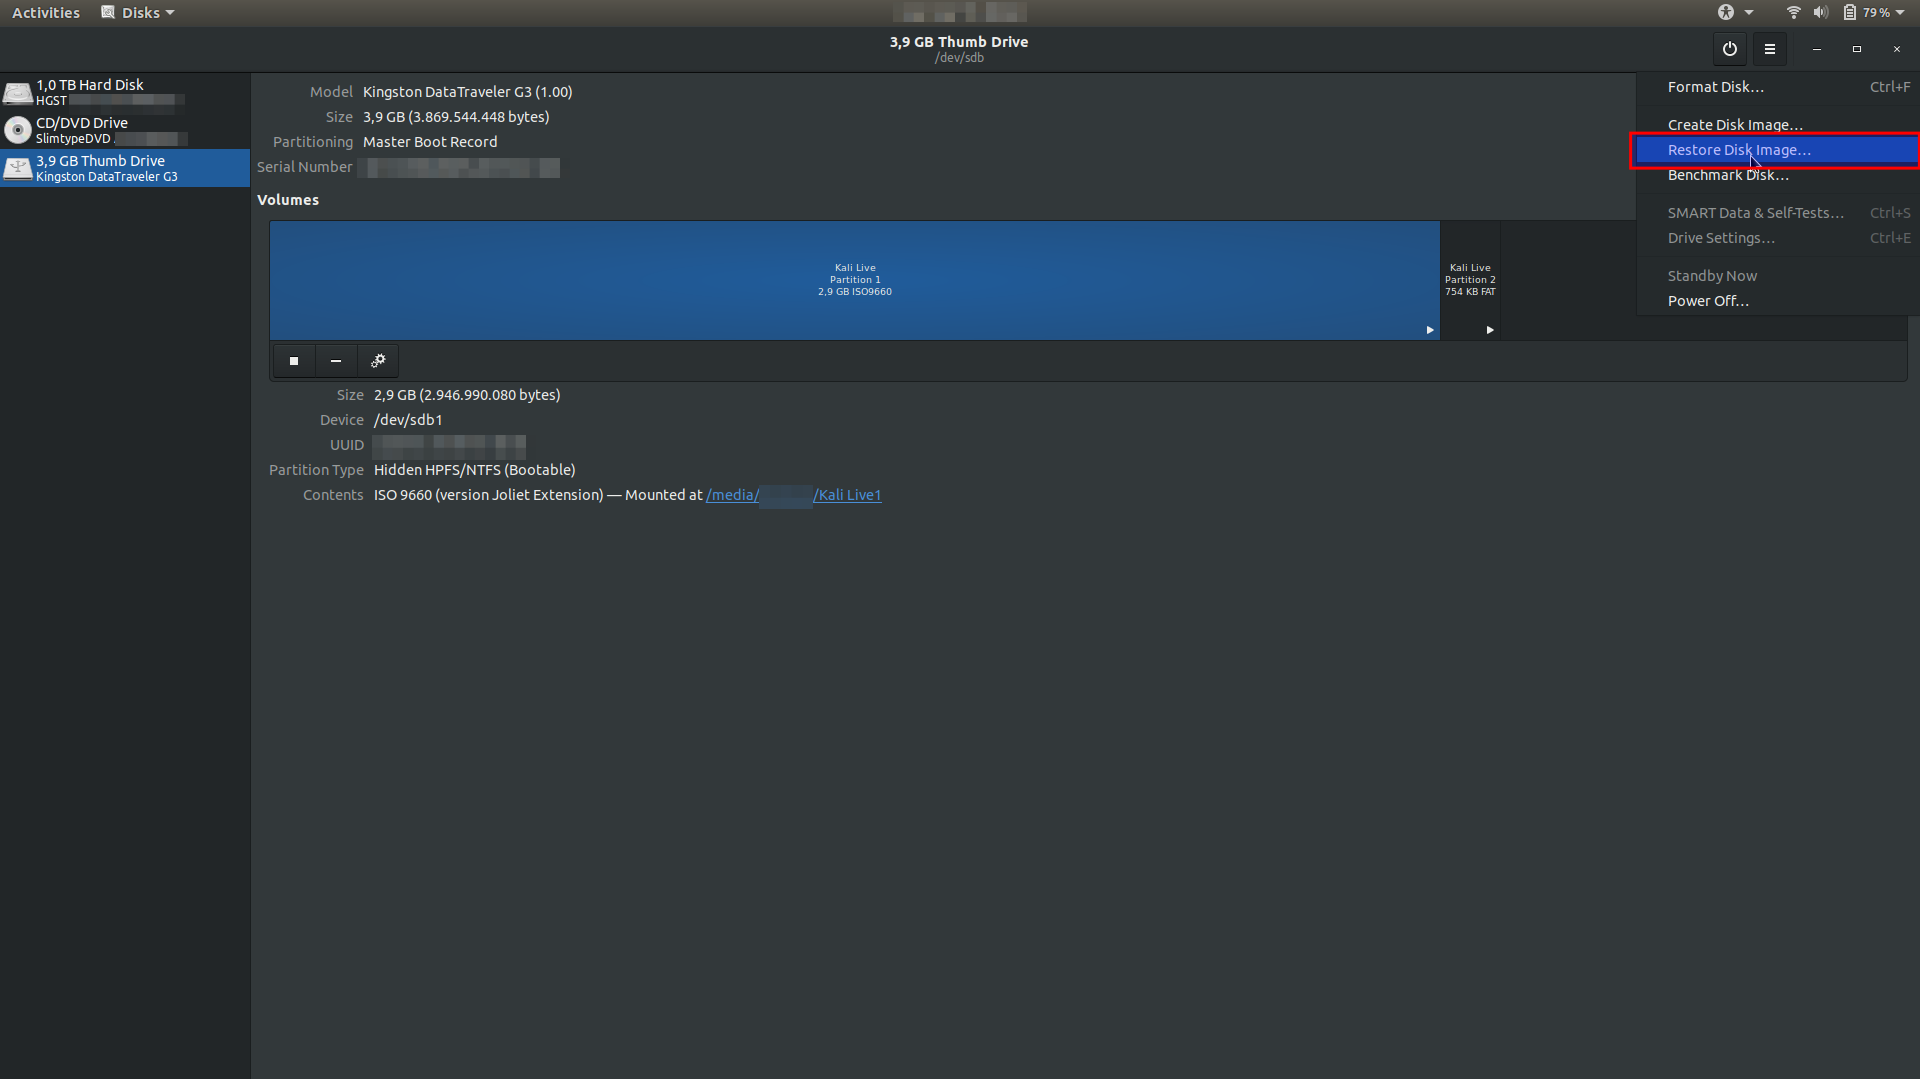 Activities Disks 79 %
3,9 GB Thumb Drive
/dev/sdb
1,0 TB Hard Disk
HGST
CD/DVD Drive
SlimtypeDVD
3,9 GB Thumb Drive
Kingston DataTraveler G3
Model Kingston DataTraveler G3 (1.00)
Size 3,9 GB (3.869.544.448 bytes)
Partitioning Master Boot Record
Serial Number
Volumes
Kali Live
Partition 1
2,9 GB ISO9660
Kali Live
Partition 2
754 KB FAT
Size 2,9 GB (2.946.990.080 bytes)
Device /dev/sdb1
UUID
Partition Type Hidden HPFS/NTFS (Bootable)
Contents ISO 9660 (version Joliet Extension) — Mounted at /media/ /Kali Live1
Format Disk… Ctrl+F
Create Disk Image…
Restore Disk Image…
Benchmark Disk…
SMART Data & Self-Tests… Ctrl+S
Drive Settings… Ctrl+E
Standby Now
Power Off…